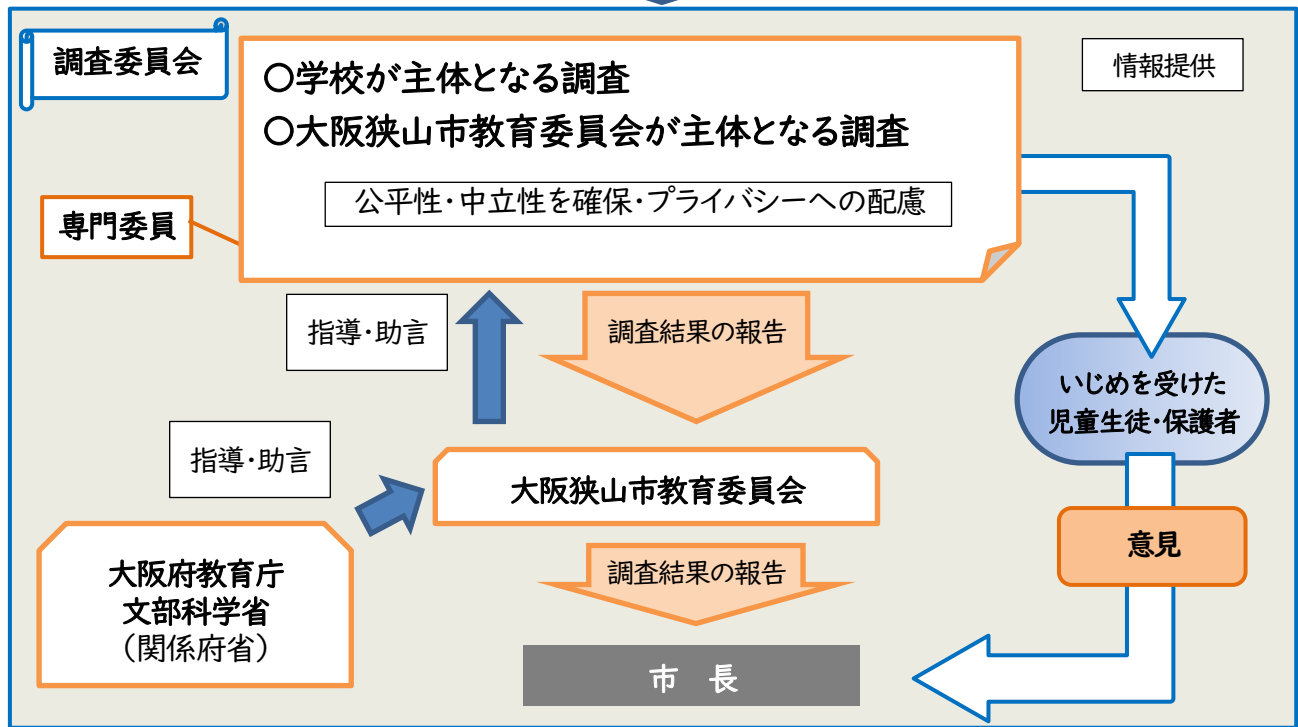 調査委員会
○学校が主体となる調査
○大阪狭山市教育委員会が主体となる調査
公平性・中立性を確保・プライバシーへの配慮
情報提供
専門委員
指導・助言
調査結果の報告
いじめを受けた
児童生徒・保護者
指導・助言
大阪狭山市教育委員会
意見
大阪府教育庁
文部科学省
（関係府省）
調査結果の報告
市 長